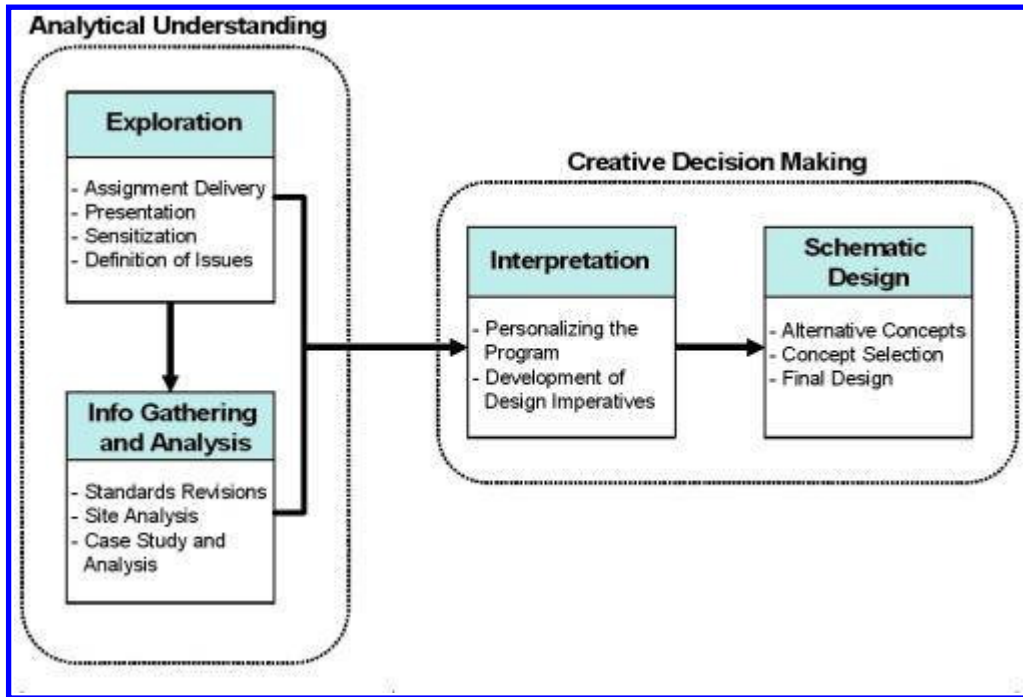 Analytical Understanding
Exploration
- Assignment Delivery
- Presentation
- Sensitization
- Definition of Issues
Info Gathering
and Analysis
- Standards Revisions
- Site Analysis
- Case Study and
Analysis
Creative Decision Making
Interpretation
- Personalizing the
Program
- Development of
Design Imperatives
Schematic
Design
- Alternative Concepts
- Concept Selection
- Final Design